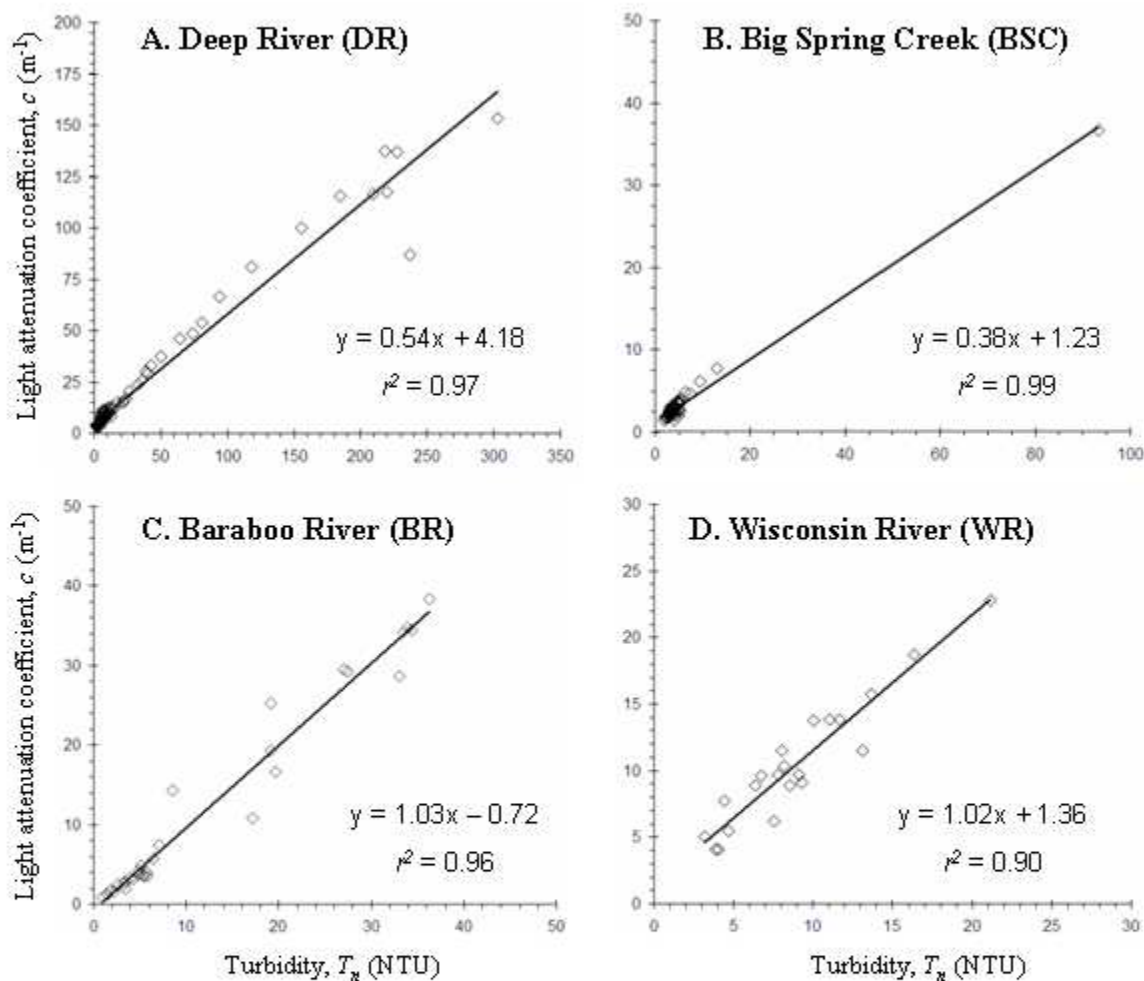 A. Deep River (DR)
Light attenuation coefficient, c (m⁻¹)
200
175
150
125
100
75
50
25
0
y = 0.54x + 4.18
r² = 0.97
0 50 100 150 200 250 300 350
B. Big Spring Creek (BSC)
50
40
30
20
10
0
y = 0.38x + 1.23
r² = 0.99
0 20 40 60 80 100
C. Baraboo River (BR)
Light attenuation coefficient, c (m⁻¹)
50
40
30
20
10
0
y = 1.03x – 0.72
r² = 0.96
0 10 20 30 40 50
Turbidity, Tₙ (NTU)
D. Wisconsin River (WR)
30
25
20
15
10
5
0
y = 1.02x + 1.36
r² = 0.90
0 5 10 15 20 25 30
Turbidity, Tₙ (NTU)